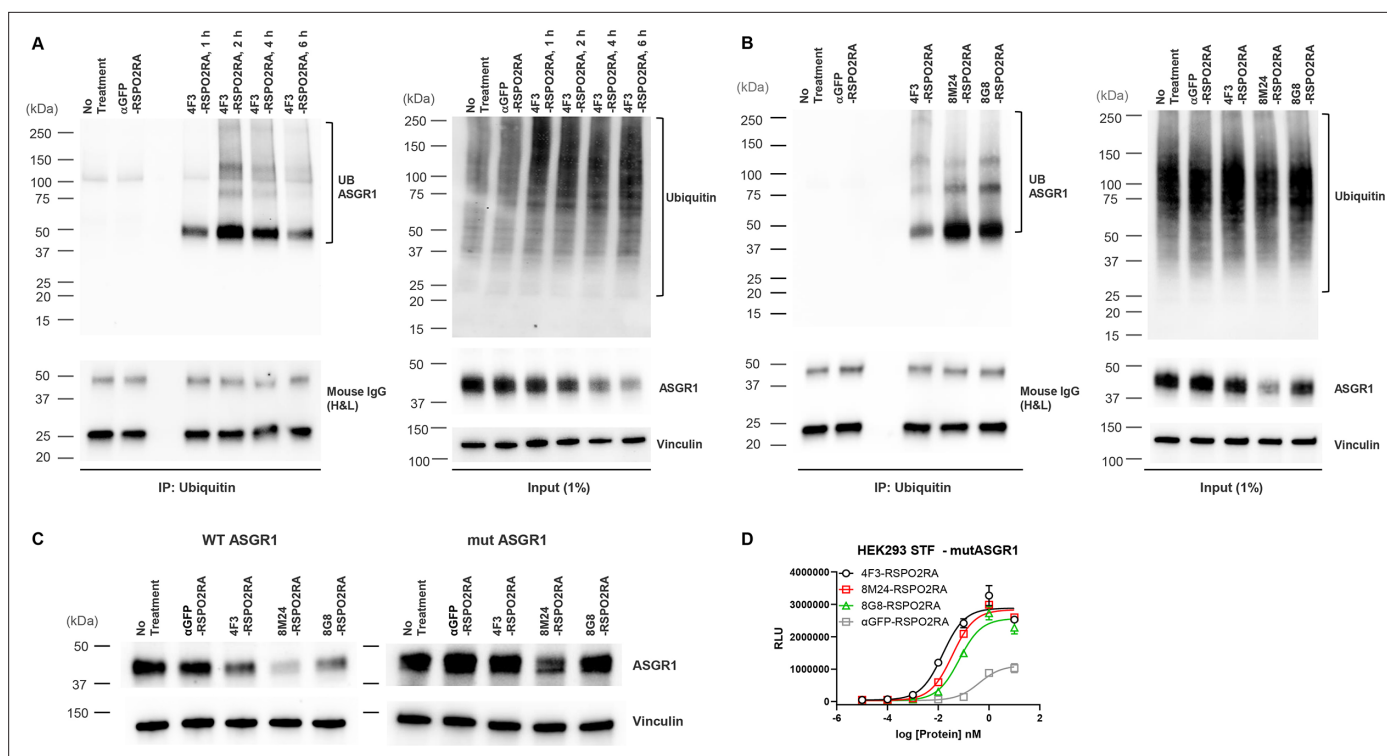 A
(kDa)
No Treatment
αGFP -RSPO2RA
4F3 -RSPO2RA, 1 h
4F3 -RSPO2RA, 2 h
4F3 -RSPO2RA, 4 h
4F3 -RSPO2RA, 6 h
250
150
100
75
50
37
25
20
15
UB
ASGR1
50
37
25
20
Mouse IgG
(H&L)
IP: Ubiquitin
(kDa)
No Treatment
αGFP -RSPO2RA
4F3 -RSPO2RA, 1 h
4F3 -RSPO2RA, 2 h
4F3 -RSPO2RA, 4 h
4F3 -RSPO2RA, 6 h
250
150
100
75
50
37
25
20
15
Ubiquitin
50
37
ASGR1
150
100
Vinculin
Input (1%)
B
(kDa)
No Treatment
αGFP -RSPO2RA
4F3 -RSPO2RA
8M24 -RSPO2RA
8G8 -RSPO2RA
250
150
100
75
50
37
25
20
15
UB
ASGR1
50
37
25
20
Mouse IgG
(H&L)
IP: Ubiquitin
(kDa)
No Treatment
αGFP -RSPO2RA
4F3 -RSPO2RA
8M24 -RSPO2RA
8G8 -RSPO2RA
250
150
100
75
50
37
25
20
15
Ubiquitin
50
37
ASGR1
150
100
Vinculin
Input (1%)
C
WT ASGR1
mut ASGR1
(kDa)
No Treatment
αGFP -RSPO2RA
4F3 -RSPO2RA
8M24 -RSPO2RA
8G8 -RSPO2RA
No Treatment
αGFP -RSPO2RA
4F3 -RSPO2RA
8M24 -RSPO2RA
8G8 -RSPO2RA
50
37
150
ASGR1
Vinculin
D
HEK293 STF - mutASGR1
4F3-RSPO2RA
8M24-RSPO2RA
8G8-RSPO2RA
αGFP-RSPO2RA
RLU
4000000
3000000
2000000
1000000
0
-6 -4 -2 0 2
log [Protein] nM